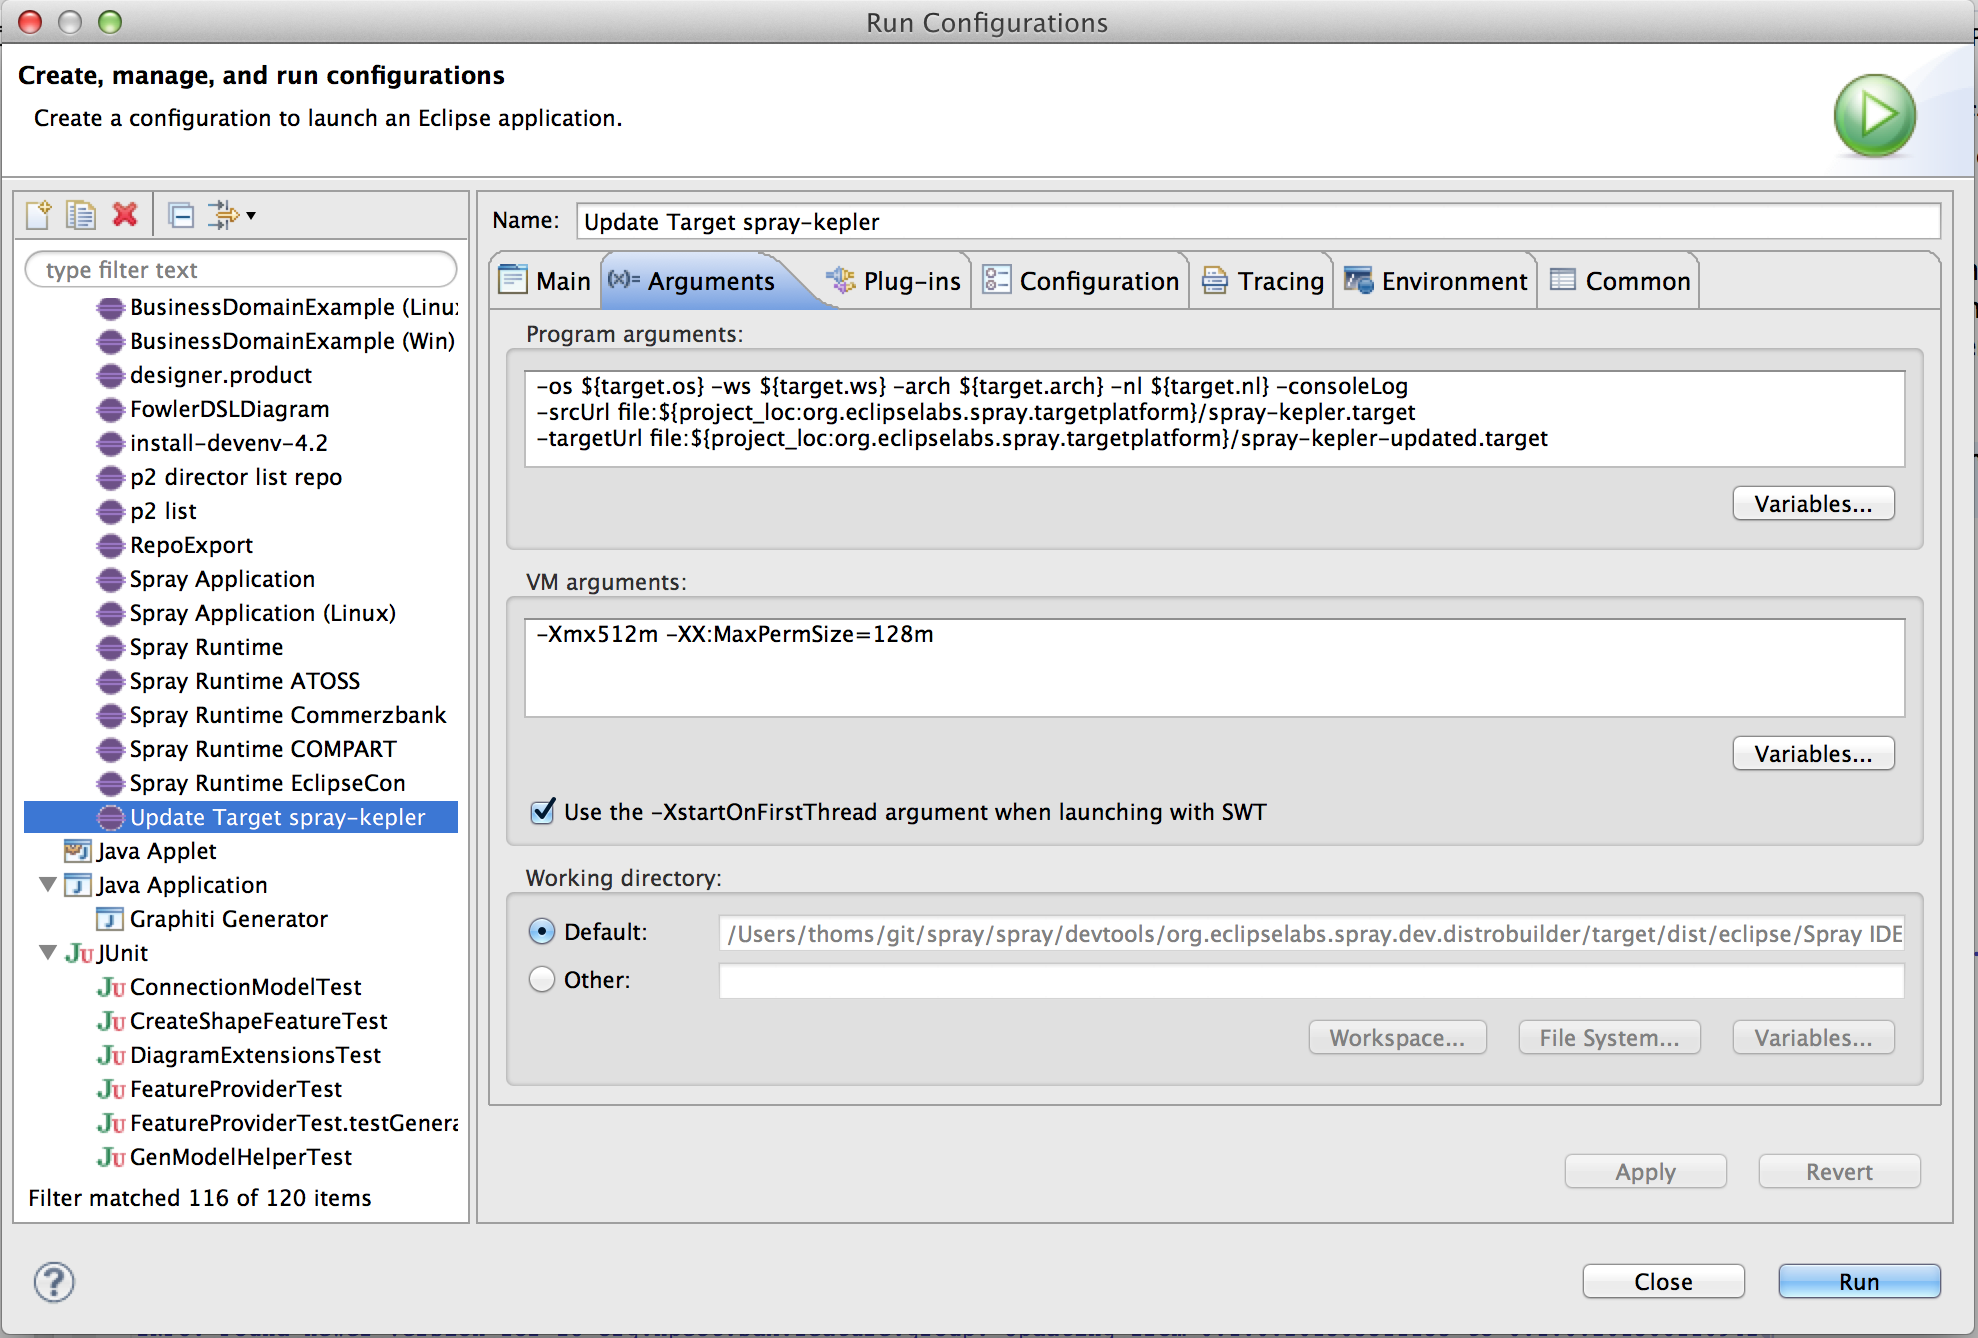 Run Configurations
Create, manage, and run configurations
Create a configuration to launch an Eclipse application.
type filter text
BusinessDomainExample (Linu
BusinessDomainExample (Win)
designer.product
FowlerDSLDiagram
install-devenv-4.2
p2 director list repo
p2 list
RepoExport
Spray Application
Spray Application (Linux)
Spray Runtime
Spray Runtime ATOSS
Spray Runtime Commerzbank
Spray Runtime COMPART
Spray Runtime EclipseCon
Update Target spray-kepler
Java Applet
Java Application
Graphiti Generator
JUnit
ConnectionModelTest
CreateShapeFeatureTest
DiagramExtensionsTest
FeatureProviderTest
FeatureProviderTest.testGenera
GenModelHelperTest
Filter matched 116 of 120 items
Name: Update Target spray-kepler
Main (x)= Arguments Plug-ins Configuration Tracing Environment Common
Program arguments:
-os ${target.os} -ws ${target.ws} -arch ${target.arch} -nl ${target.nl} -consoleLog
-srcUrl file:${project_loc:org.eclipselabs.spray.targetplatform}/spray-kepler.target
-targetUrl file:${project_loc:org.eclipselabs.spray.targetplatform}/spray-kepler-updated.target
Variables...
VM arguments:
-Xmx512m -XX:MaxPermSize=128m
Variables...
Use the -XstartOnFirstThread argument when launching with SWT
Working directory:
Default: /Users/thoms/git/spray/spray/devtools/org.eclipselabs.spray.dev.distrobuilder/target/dist/eclipse/Spray IDE
Other:
Workspace... File System... Variables...
Apply Revert
Close Run